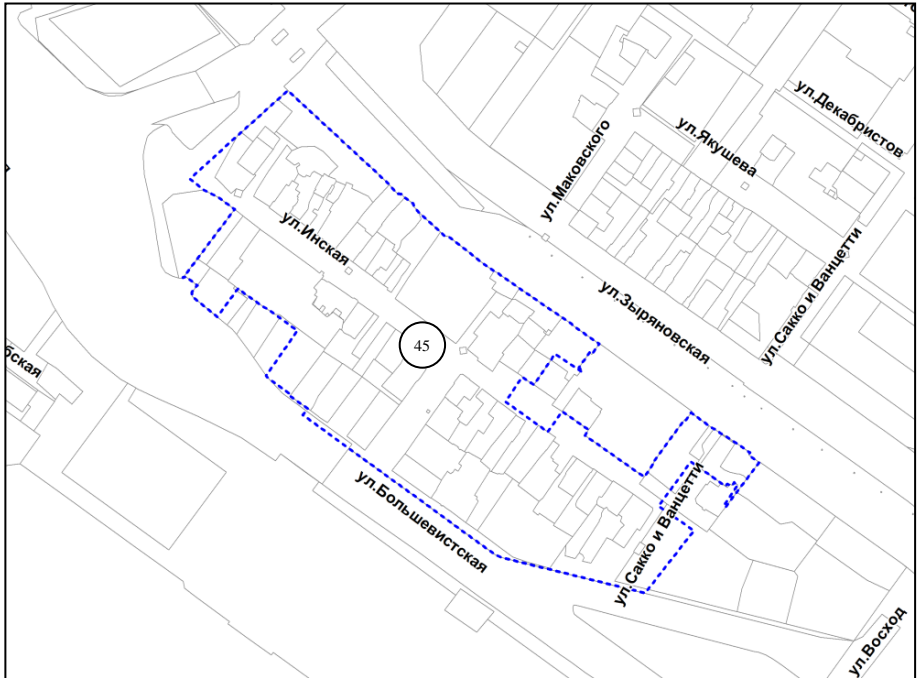 ул.Декабристов
ул.Якушева
ул.Маковского
ул.Инская
ул.Зыряновская
ул.Сакко и Ванцетти
45
бская
ул.Большевистская
ул.Сакко и Ванцетти
ул.Восход